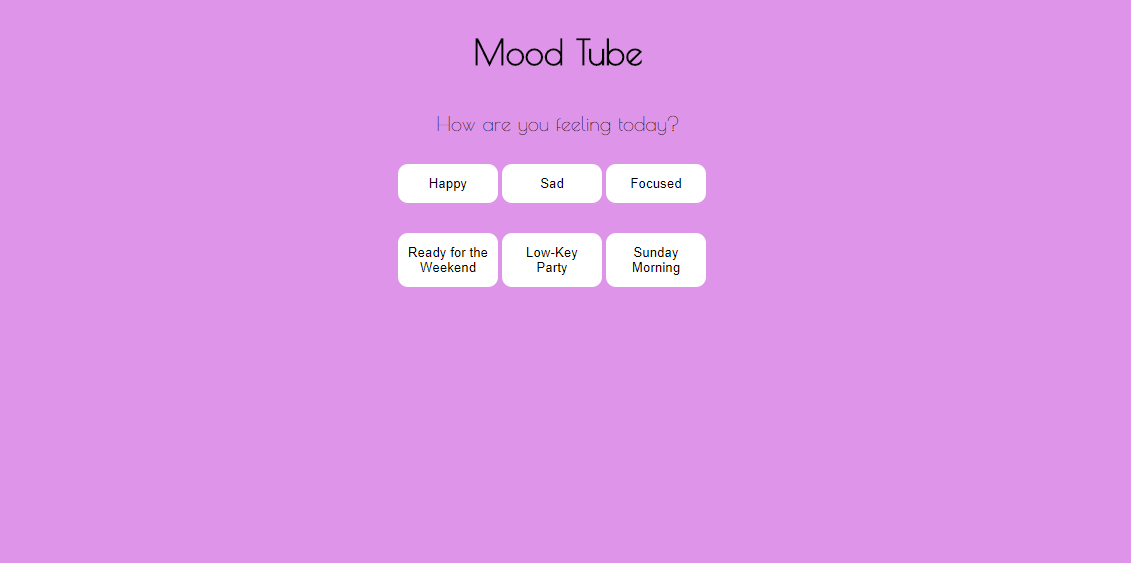 Mood Tube
How are you feeling today?
Happy
Sad
Focused
Ready for the
Weekend
Low-Key
Party
Sunday
Morning